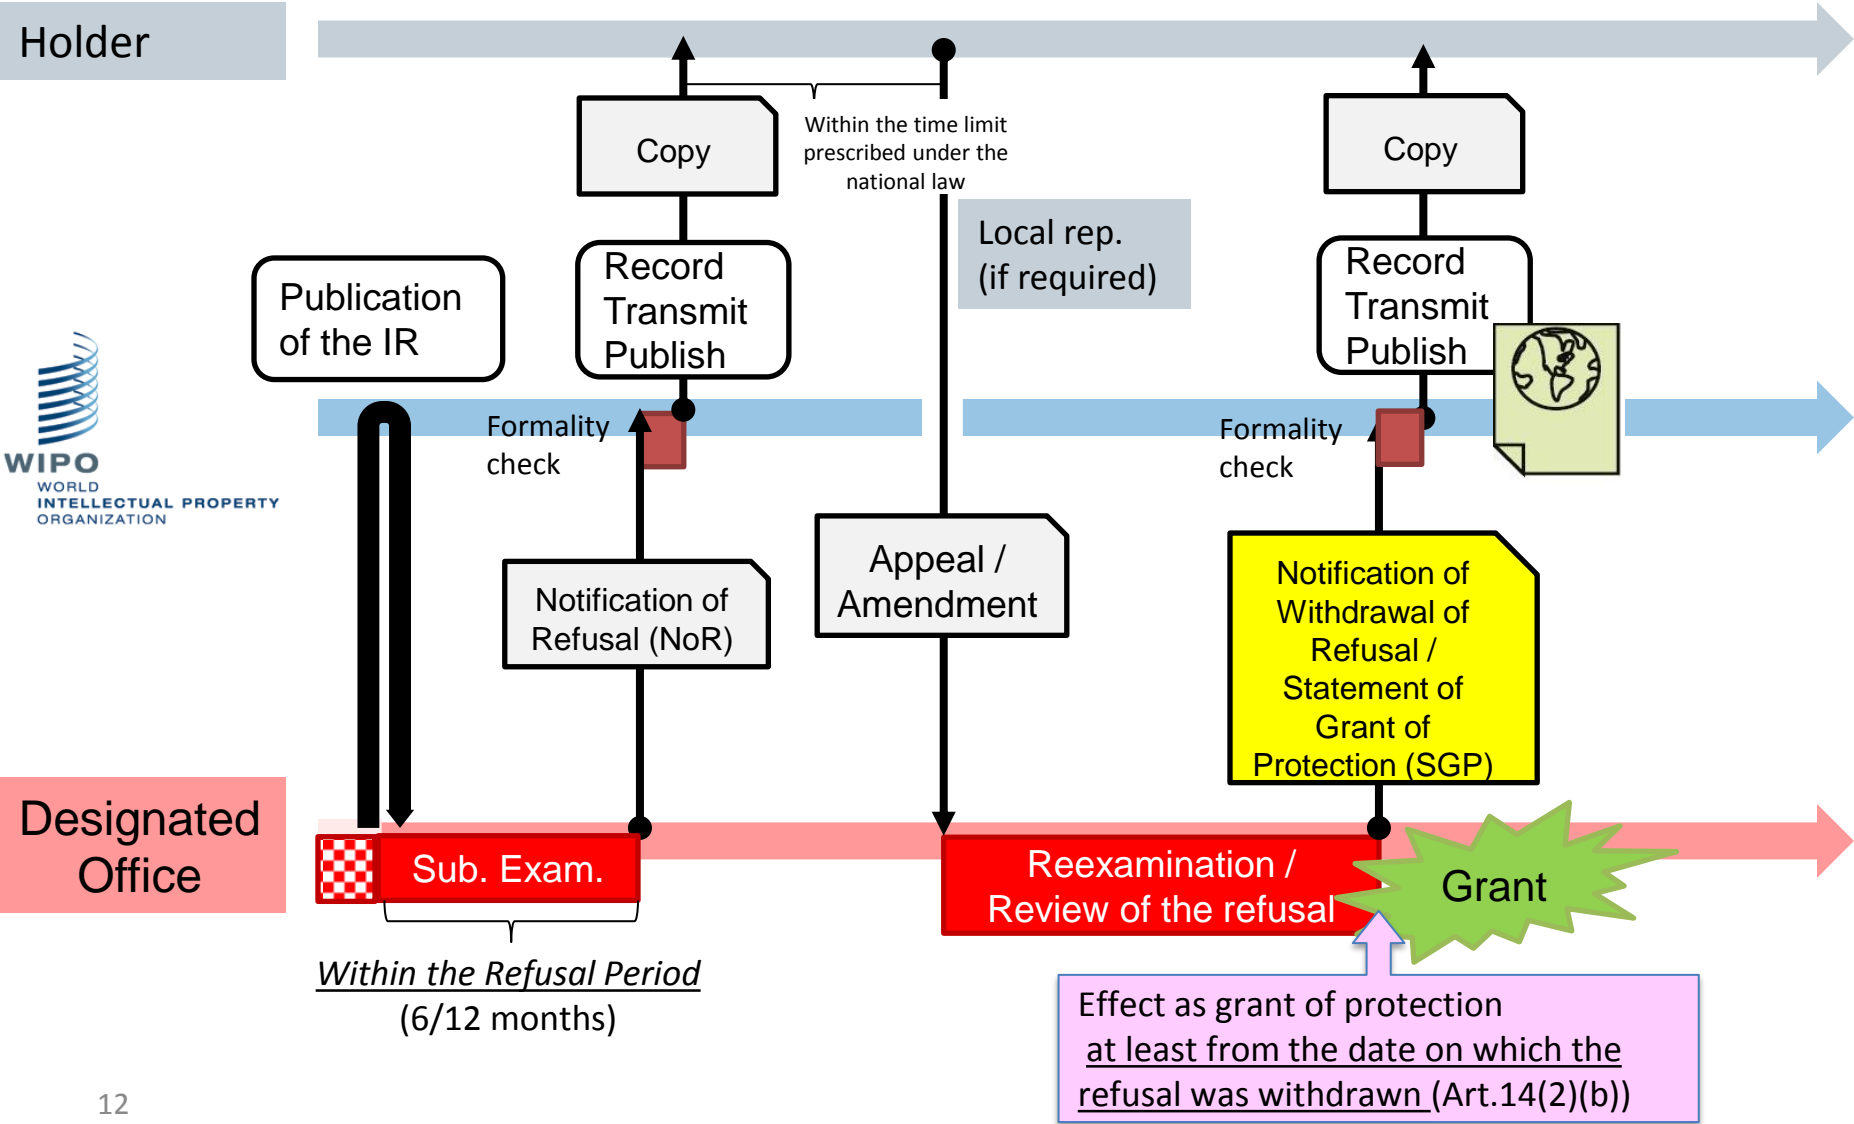 Holder
Copy
Within the time limit
prescribed under the
national law
Copy
Local rep.
(if required)
Publication
of the IR
Record
Transmit
Publish
Record
Transmit
Publish
Formality
check
Formality
check
WIPO
WORLD
INTELLECTUAL PROPERTY
ORGANIZATION
Notification of
Refusal (NoR)
Appeal /
Amendment
Notification of
Withdrawal of
Refusal /
Statement of
Grant of
Protection (SGP)
Designated
Office
Sub. Exam.
Reexamination /
Review of the refusal
Grant
Within the Refusal Period
(6/12 months)
Effect as grant of protection
at least from the date on which the
refusal was withdrawn (Art.14(2)(b))
12